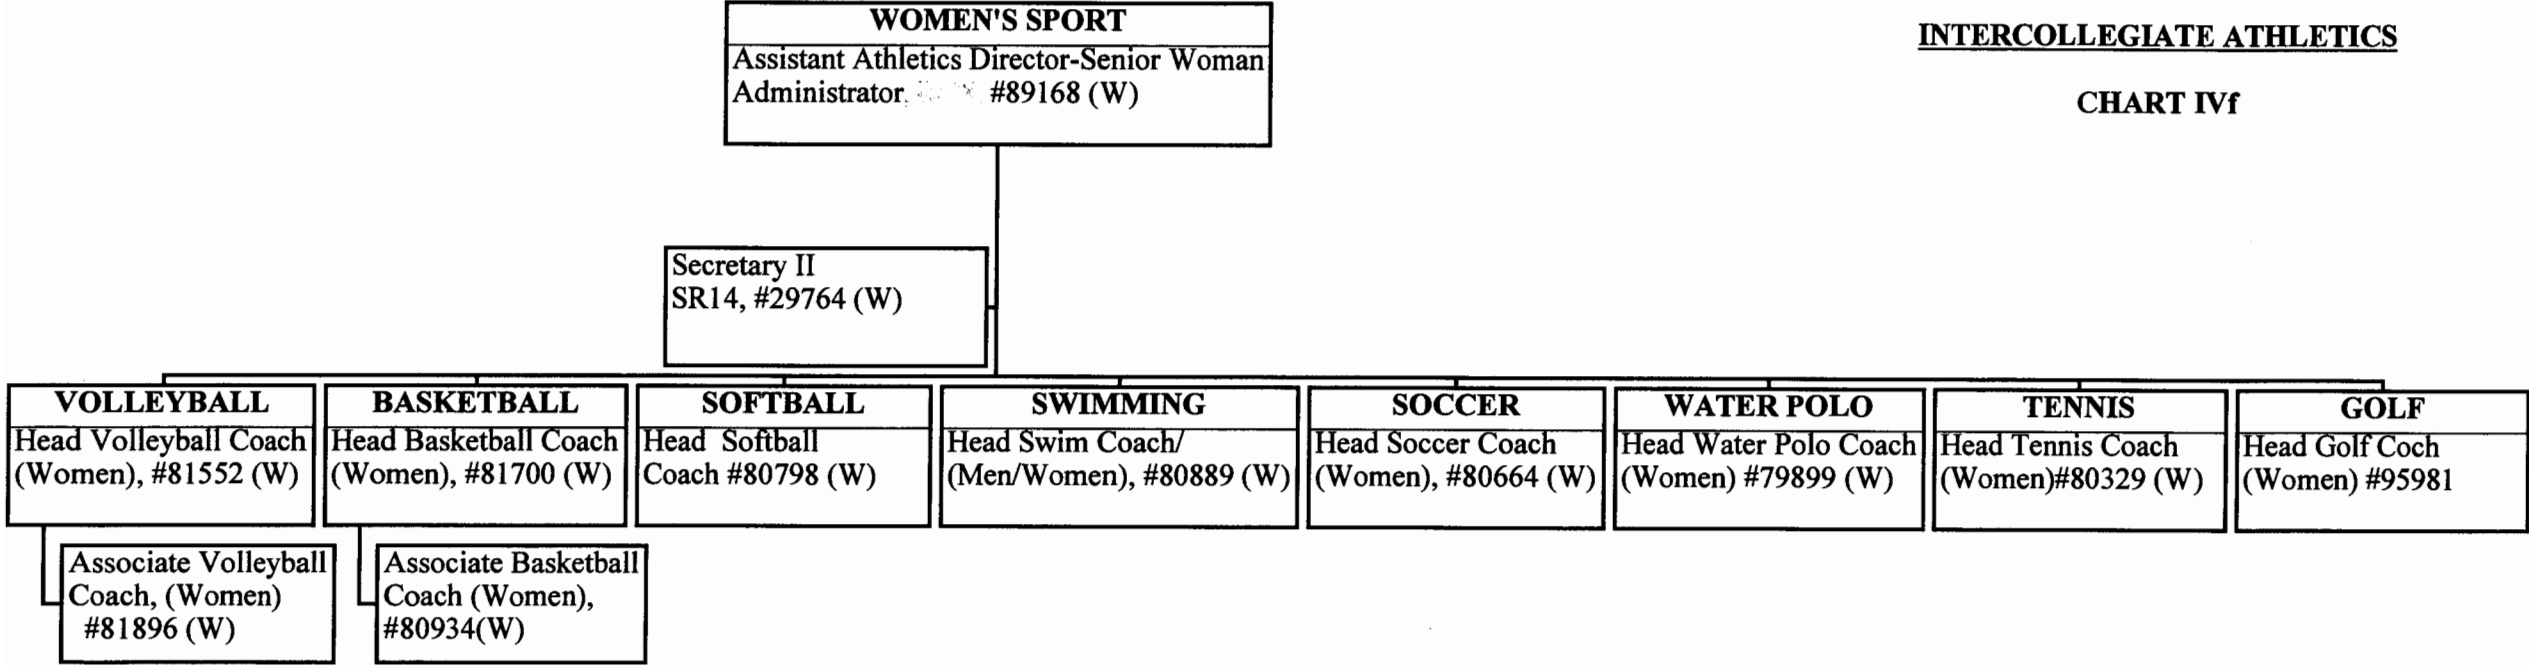 WOMEN'S SPORT
Assistant Athletics Director-Senior Woman
Administrator, #89168 (W)
INTERCOLLEGIATE ATHLETICS
CHART IVf
Secretary II
SR14, #29764 (W)
VOLLEYBALL
Head Volleyball Coach
(Women), #81552 (W)
BASKETBALL
Head Basketball Coach
(Women), #81700 (W)
SOFTBALL
Head Softball
Coach #80798 (W)
SWIMMING
Head Swim Coach/
(Men/Women), #80889 (W)
SOCCER
Head Soccer Coach
(Women), #80664 (W)
WATER POLO
Head Water Polo Coach
(Women) #79899 (W)
TENNIS
Head Tennis Coach
(Women)#80329 (W)
GOLF
Head Golf Coch
(Women) #95981
Associate Volleyball
Coach, (Women)
#81896 (W)
Associate Basketball
Coach (Women),
#80934(W)